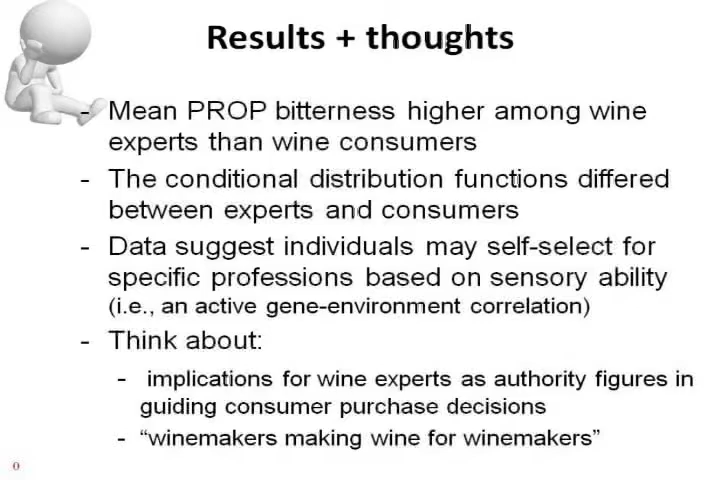 Results + thoughts
- Mean PROP bitterness higher among wine
experts than wine consumers
- The conditional distribution functions differed
between experts and consumers
- Data suggest individuals may self-select for
specific professions based on sensory ability
(i.e., an active gene-environment correlation)
- Think about:
- implications for wine experts as authority figures in
guiding consumer purchase decisions
- “winemakers making wine for winemakers”
0